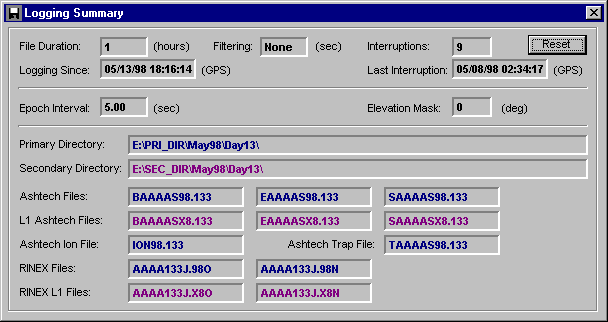 Logging Summary
File Duration: 1 (hours) Filtering: None (sec) Interruptions: 9 Reset
Logging Since: 05/13/98 18:16:14 (GPS) Last Interruption: 05/08/98 02:34:17 (GPS)
Epoch Interval: 5.00 (sec) Elevation Mask: 0 (deg)
Primary Directory: E:\PRI_DIR\May98\Day13\
Secondary Directory: E:\SEC_DIR\May98\Day13\
Ashtech Files: BAAAAS98.133 EAAAAS98.133 SAAAAS98.133
L1 Ashtech Files: BAAAASX8.133 EAAAASX8.133 SAAAASX8.133
Ashtech Ion File: ION98.133 Ashtech Trap File: TAAAAS98.133
RINEX Files: AAAA133J.98O AAAA133J.98N
RINEX L1 Files: AAAA133J.X8O AAAA133J.X8N